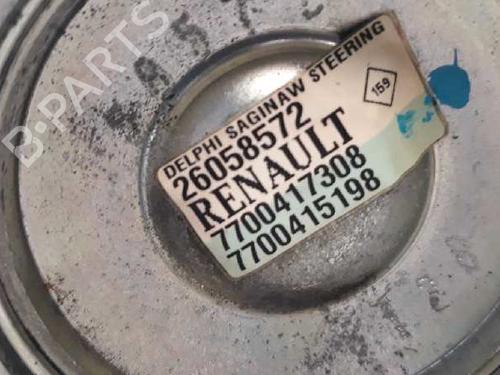 B-PARTS
DELPHI SAGINAW STEERING
26058572
159
RENAULT
7700417308
7700415198